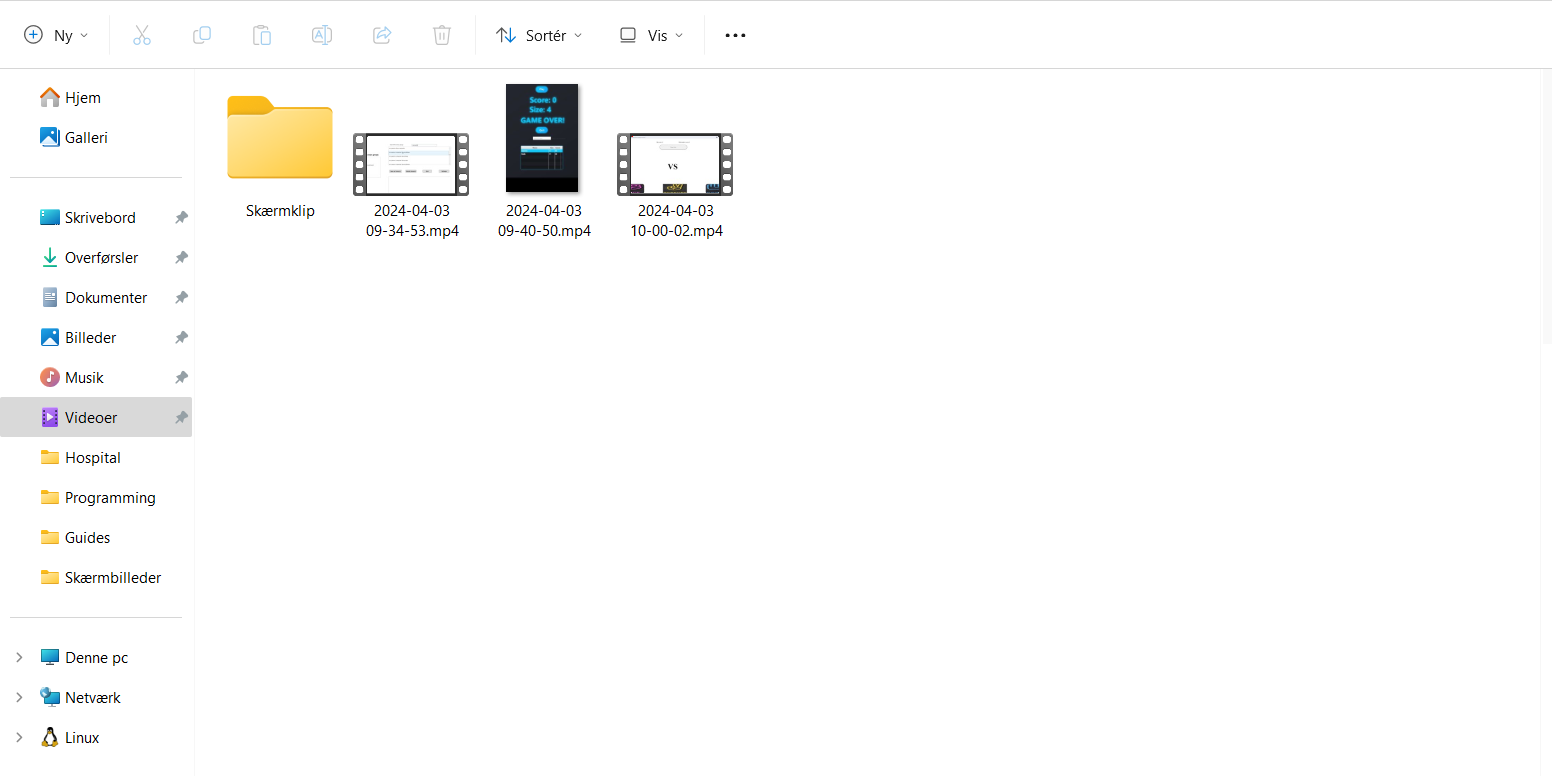 Ny
Sortér
Vis
Hjem
Galleri
Skrivebord
Overførsler
Dokumenter
Billeder
Musik
Videoer
Hospital
Programming
Guides
Skærmbilleder
Denne pc
Netværk
Linux
Skærmklip
2024-04-03
09-34-53.mp4
Score: 0
Size: 4
GAME OVER!
2024-04-03
09-40-50.mp4
VS
2024-04-03
10-00-02.mp4